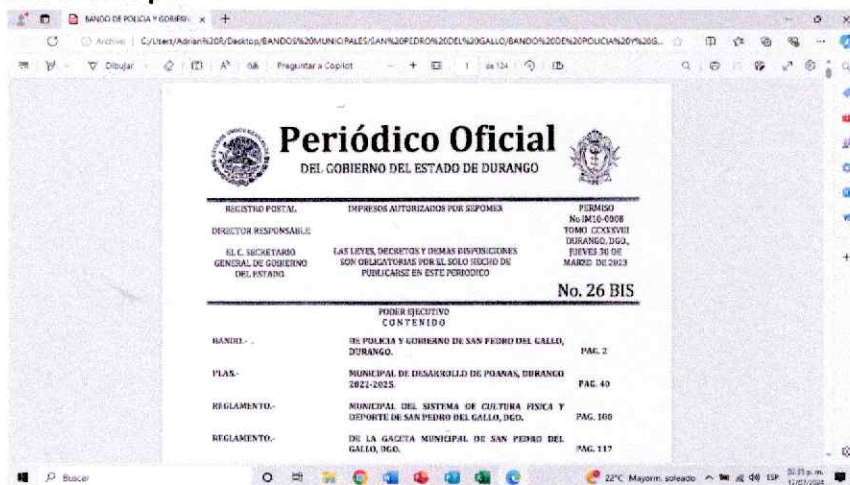 BANDO DE POLICIA Y GOBIERN
Archivo C:/Users/Adrian%20R/Desktop/BANDOS%20MUNICIPALES/SAN%20PEDRO%20DEL%20GALLO/BANDO%20DE%20POLICIA%20Y%20G...
Dibujar Preguntar a Copilot 1 de 124
Periódico Oficial
DEL GOBIERNO DEL ESTADO DE DURANGO
REGISTRO POSTAL IMPRESOS AUTORIZADOS POR SEPOMEX PERMISO
No IM10-0008
DIRECTOR RESPONSABLE TOMO CCXXXVIII
DURANGO, DGO.,
EL C. SECRETARIO LAS LEYES, DECRETOS Y DEMAS DISPOSICIONES JUEVES 30 DE
GENERAL DE GOBIERNO SON OBLIGATORIAS POR EL SOLO HECHO DE MARZO DE 2023
DEL ESTADO PUBLICARSE EN ESTE PERIODICO
No. 26 BIS
PODER EJECUTIVO
CONTENIDO
BANDO.- DE POLICIA Y GOBIERNO DE SAN PEDRO DEL GALLO,
DURANGO. PAG. 2
PLAN.- MUNICIPAL DE DESARROLLO DE POANAS, DURANGO
2022-2025. PAG. 40
REGLAMENTO.- MUNICIPAL DEL SISTEMA DE CULTURA FISICA Y
DEPORTE DE SAN PEDRO DEL GALLO, DGO. PAG. 100
REGLAMENTO.- DE LA GACETA MUNICIPAL DE SAN PEDRO DEL
GALLO, DGO. PAG. 117
Buscar 22°C Mayorm. soleado ESP
12/07/2024